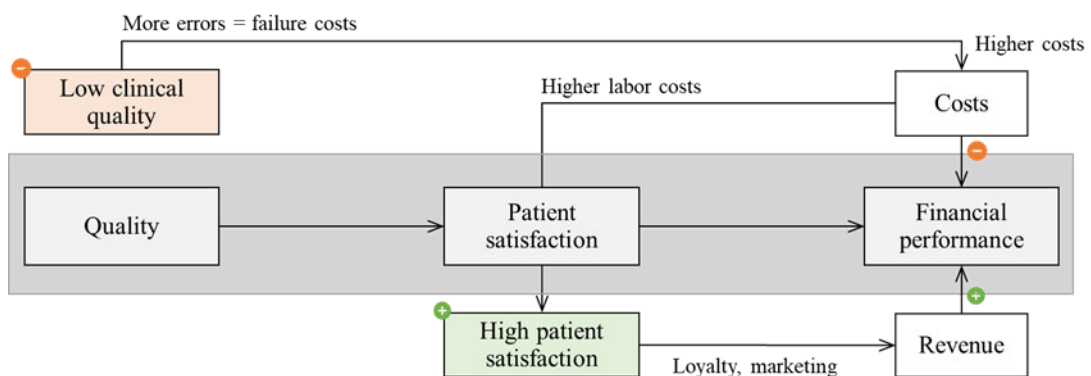 More errors = failure costs
Higher costs
−
Low clinical
quality
Higher labor costs
Costs
−
Quality
Patient
satisfaction
Financial
performance
+
+
High patient
satisfaction
Revenue
Loyalty, marketing